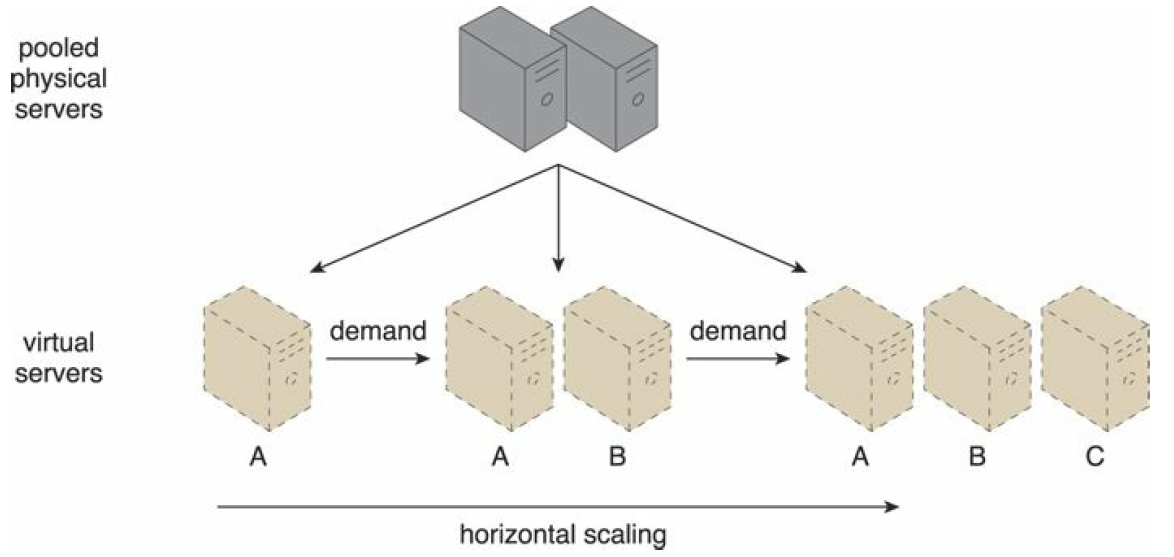 pooled
physical
servers
virtual
servers
demand
demand
A
A
B
A
B
C
horizontal scaling